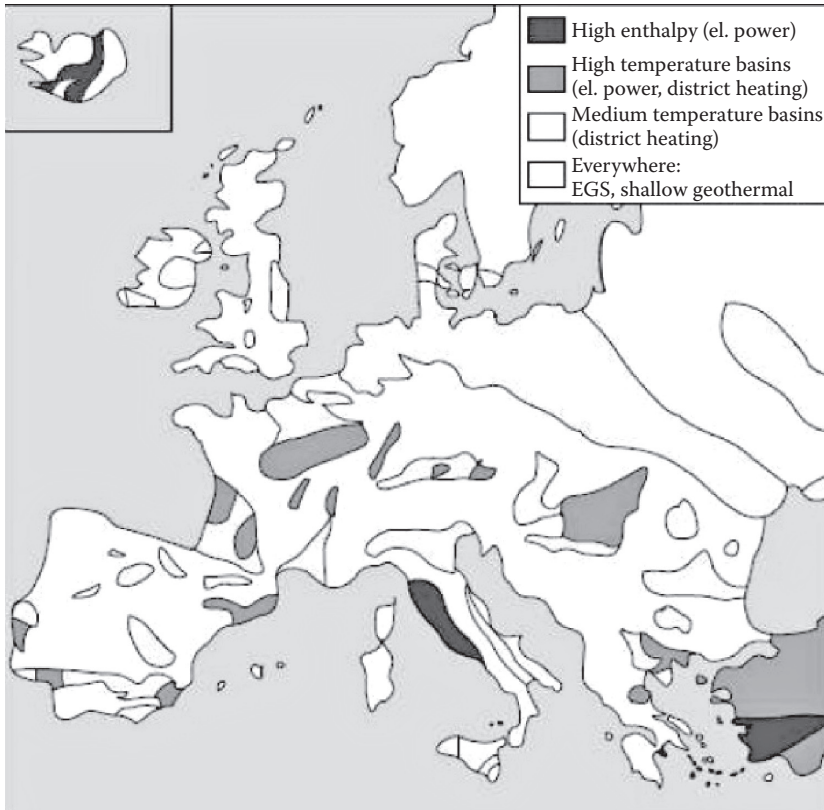 High enthalpy (el. power)
High temperature basins
(el. power, district heating)
Medium temperature basins
(district heating)
Everywhere:
EGS, shallow geothermal